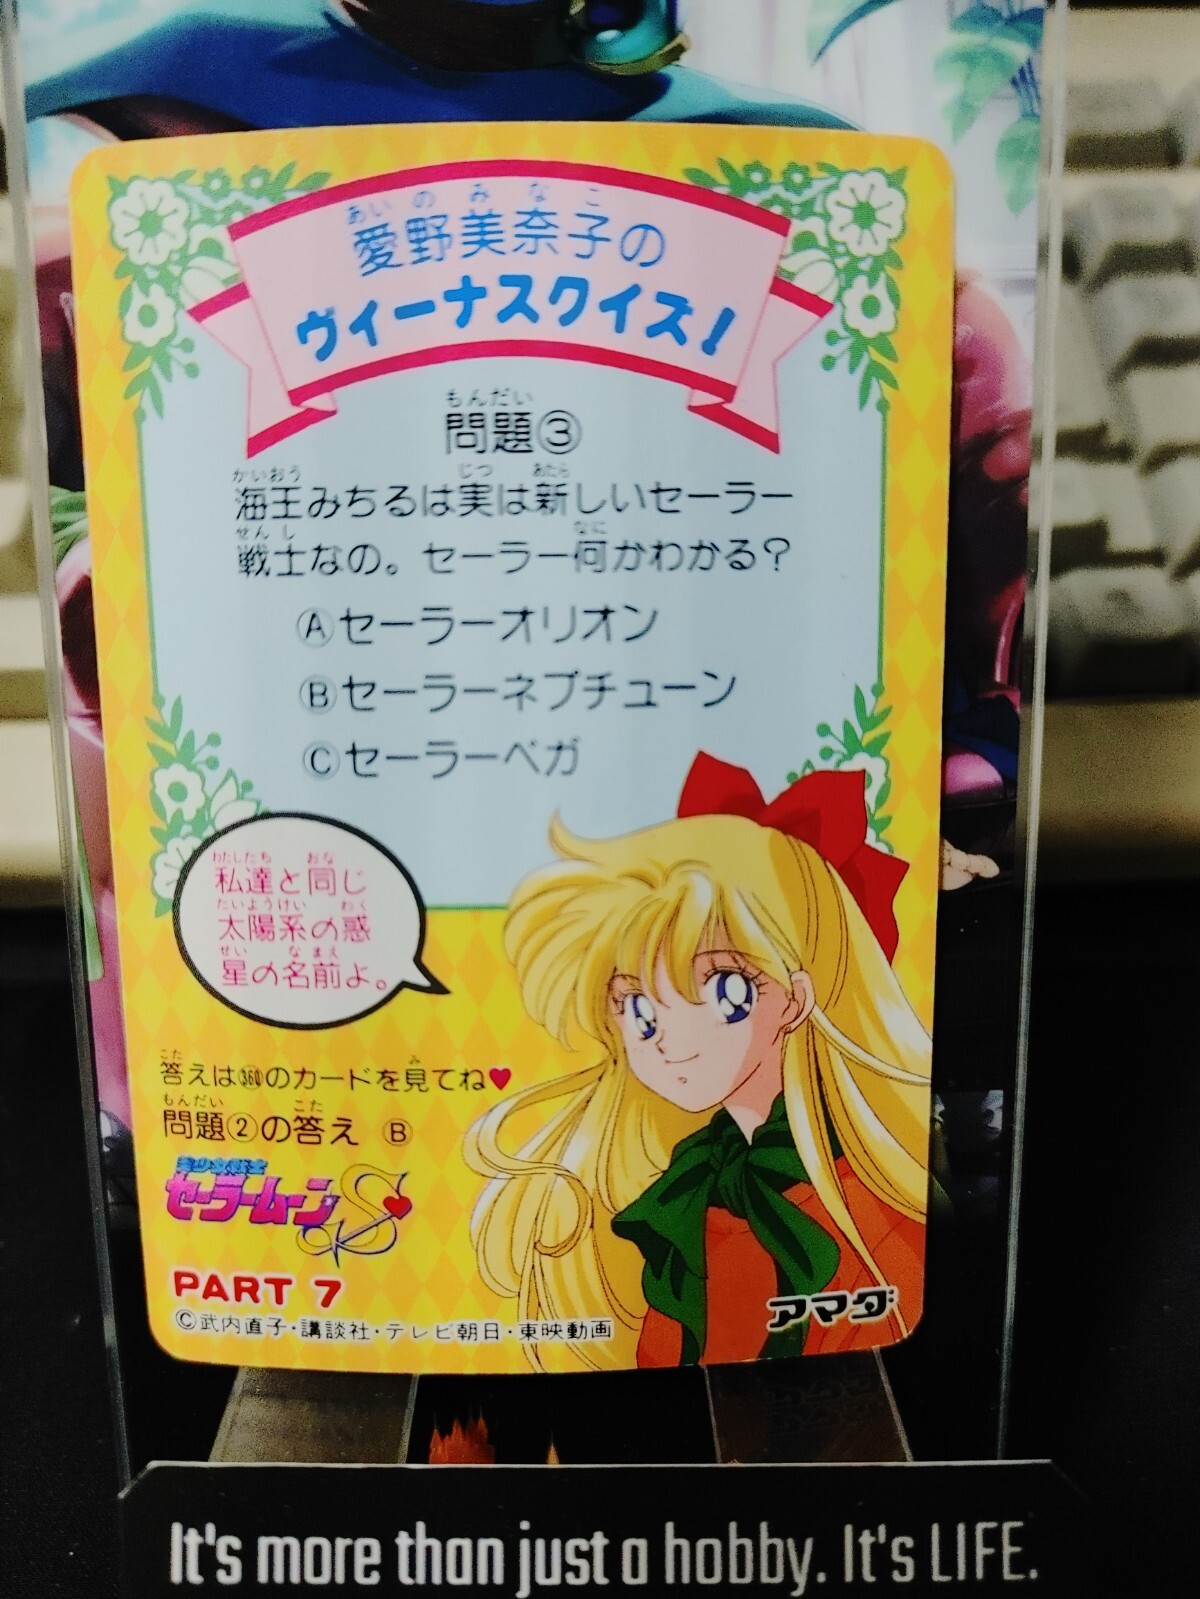 あいのみなこ
愛野美奈子の
ヴィーナスクイズ!
もんだい
問題③
かいおう じつ あたら
海王みちるは実は新しいセーラー
せんし なに
戦士なの。セーラー何かわかる?
Ⓐセーラーオリオン
Ⓑセーラーネプチューン
Ⓒセーラーベガ
わたしたち おな
私達と同じ
たいようけい わく
太陽系の惑
せい なまえ
星の名前よ。
こた み
答えは360のカードを見てね♥
もんだい こた
問題②の答え Ⓑ
美少女戦士
セーラームーンS
PART 7
アマダ
©武内直子・講談社・テレビ朝日・東映動画
It's more than just a hobby. It's LIFE.